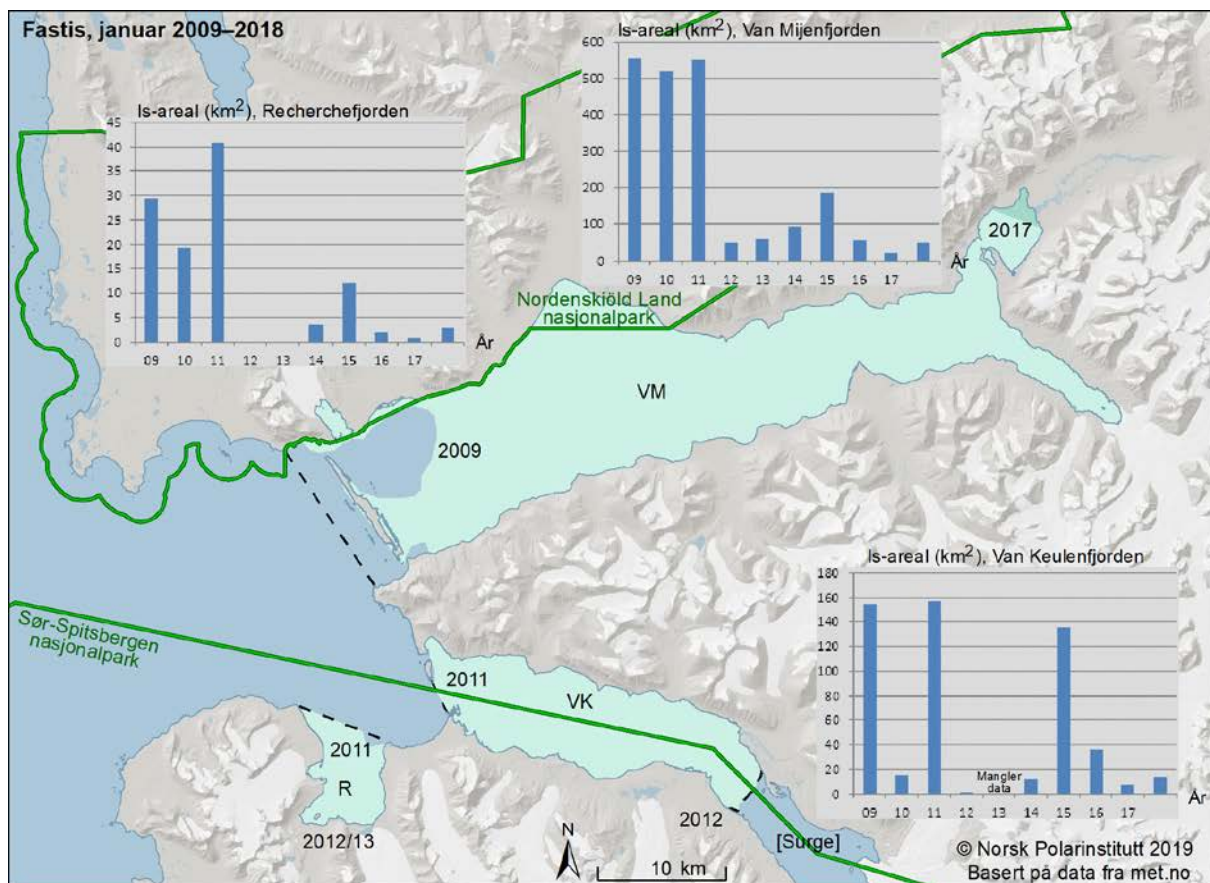 Fastis, januar 2009–2018
Is-areal (km²), Van Mijenfjorden
600
500
400
300
200
100
0
09 10 11 12 13 14 15 16 17
År
Is-areal (km²), Recherchefjorden
45
40
35
30
25
20
15
10
5
0
09 10 11 12 13 14 15 16 17
År
2017
Nordenskiöld Land
nasjonalpark
VM
2009
Is-areal (km²), Van Keulenfjorden
180
160
140
120
100
80
60
40
20
0
Mangler
data
09 10 11 12 13 14 15 16 17
År
Sør-Spitsbergen
nasjonalpark
2011
VK
2011
R
2012/13
2012
[Surge]
N
10 km
© Norsk Polarinstitutt 2019
Basert på data fra met.no